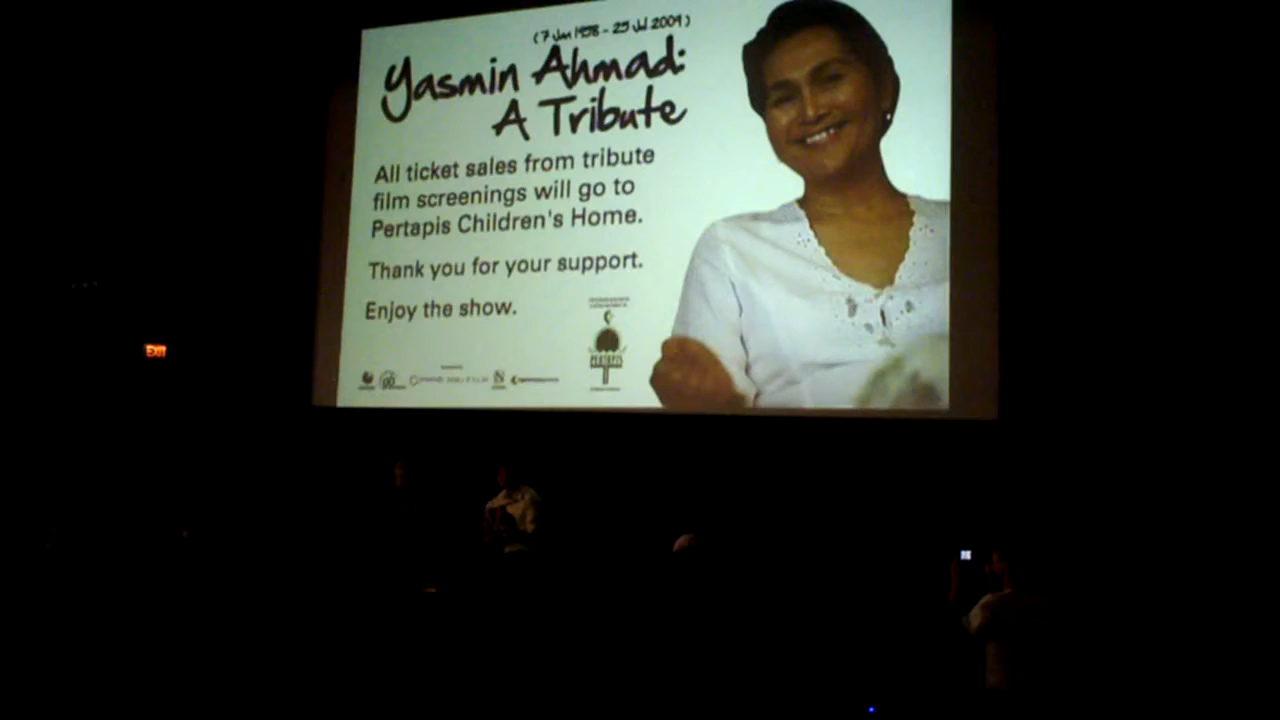 (7 Jan 1958 - 25 Jul 2009)
Yasmin Ahmad:
A Tribute
All ticket sales from tribute
film screenings will go to
Pertapis Children's Home.
Thank you for your support.
Enjoy the show.
PERTAPIS
EXIT